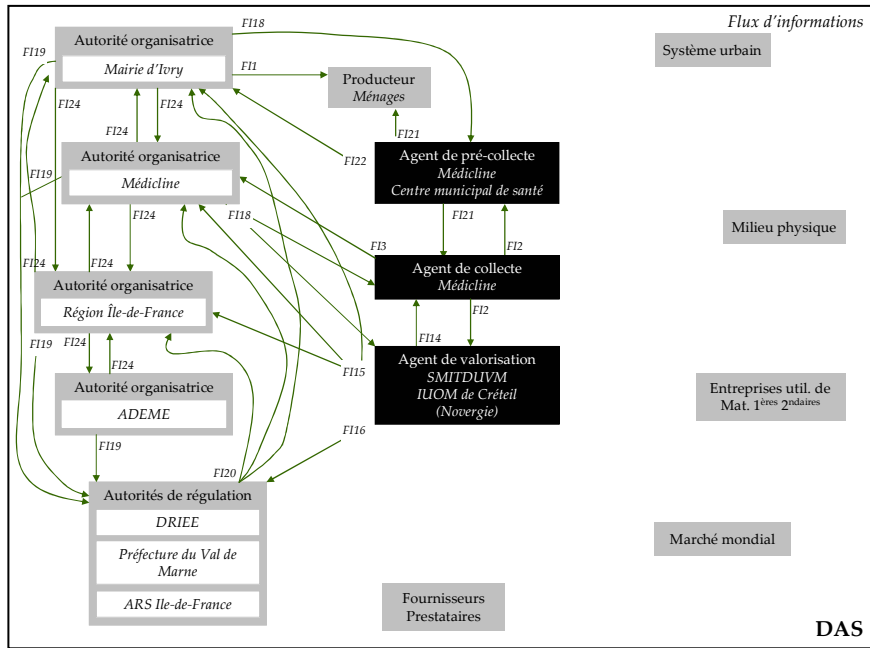 Flux d'informations
FI18
FI19
Autorité organisatrice
Mairie d'Ivry
Système urbain
FI1
Producteur
Ménages
FI24
FI24
FI24
FI21
FI22
Autorité organisatrice
Médicline
Agent de pré-collecte
Médicline
Centre municipal de santé
FI19
FI24
FI18
FI21
Milieu physique
FI3
FI2
FI24
FI24
Autorité organisatrice
Région Île-de-France
Agent de collecte
Médicline
FI2
FI19
FI24
FI14
FI24
FI15
Agent de valorisation
SMITDUVM
IUOM de Créteil
(Novergie)
Autorité organisatrice
ADEME
Entreprises util. de
Mat. 1ères 2ndaires
FI19
FI16
FI20
Autorités de régulation
DRIEE
Préfecture du Val de
Marne
ARS Ile-de-France
Marché mondial
Fournisseurs
Prestataires
DAS